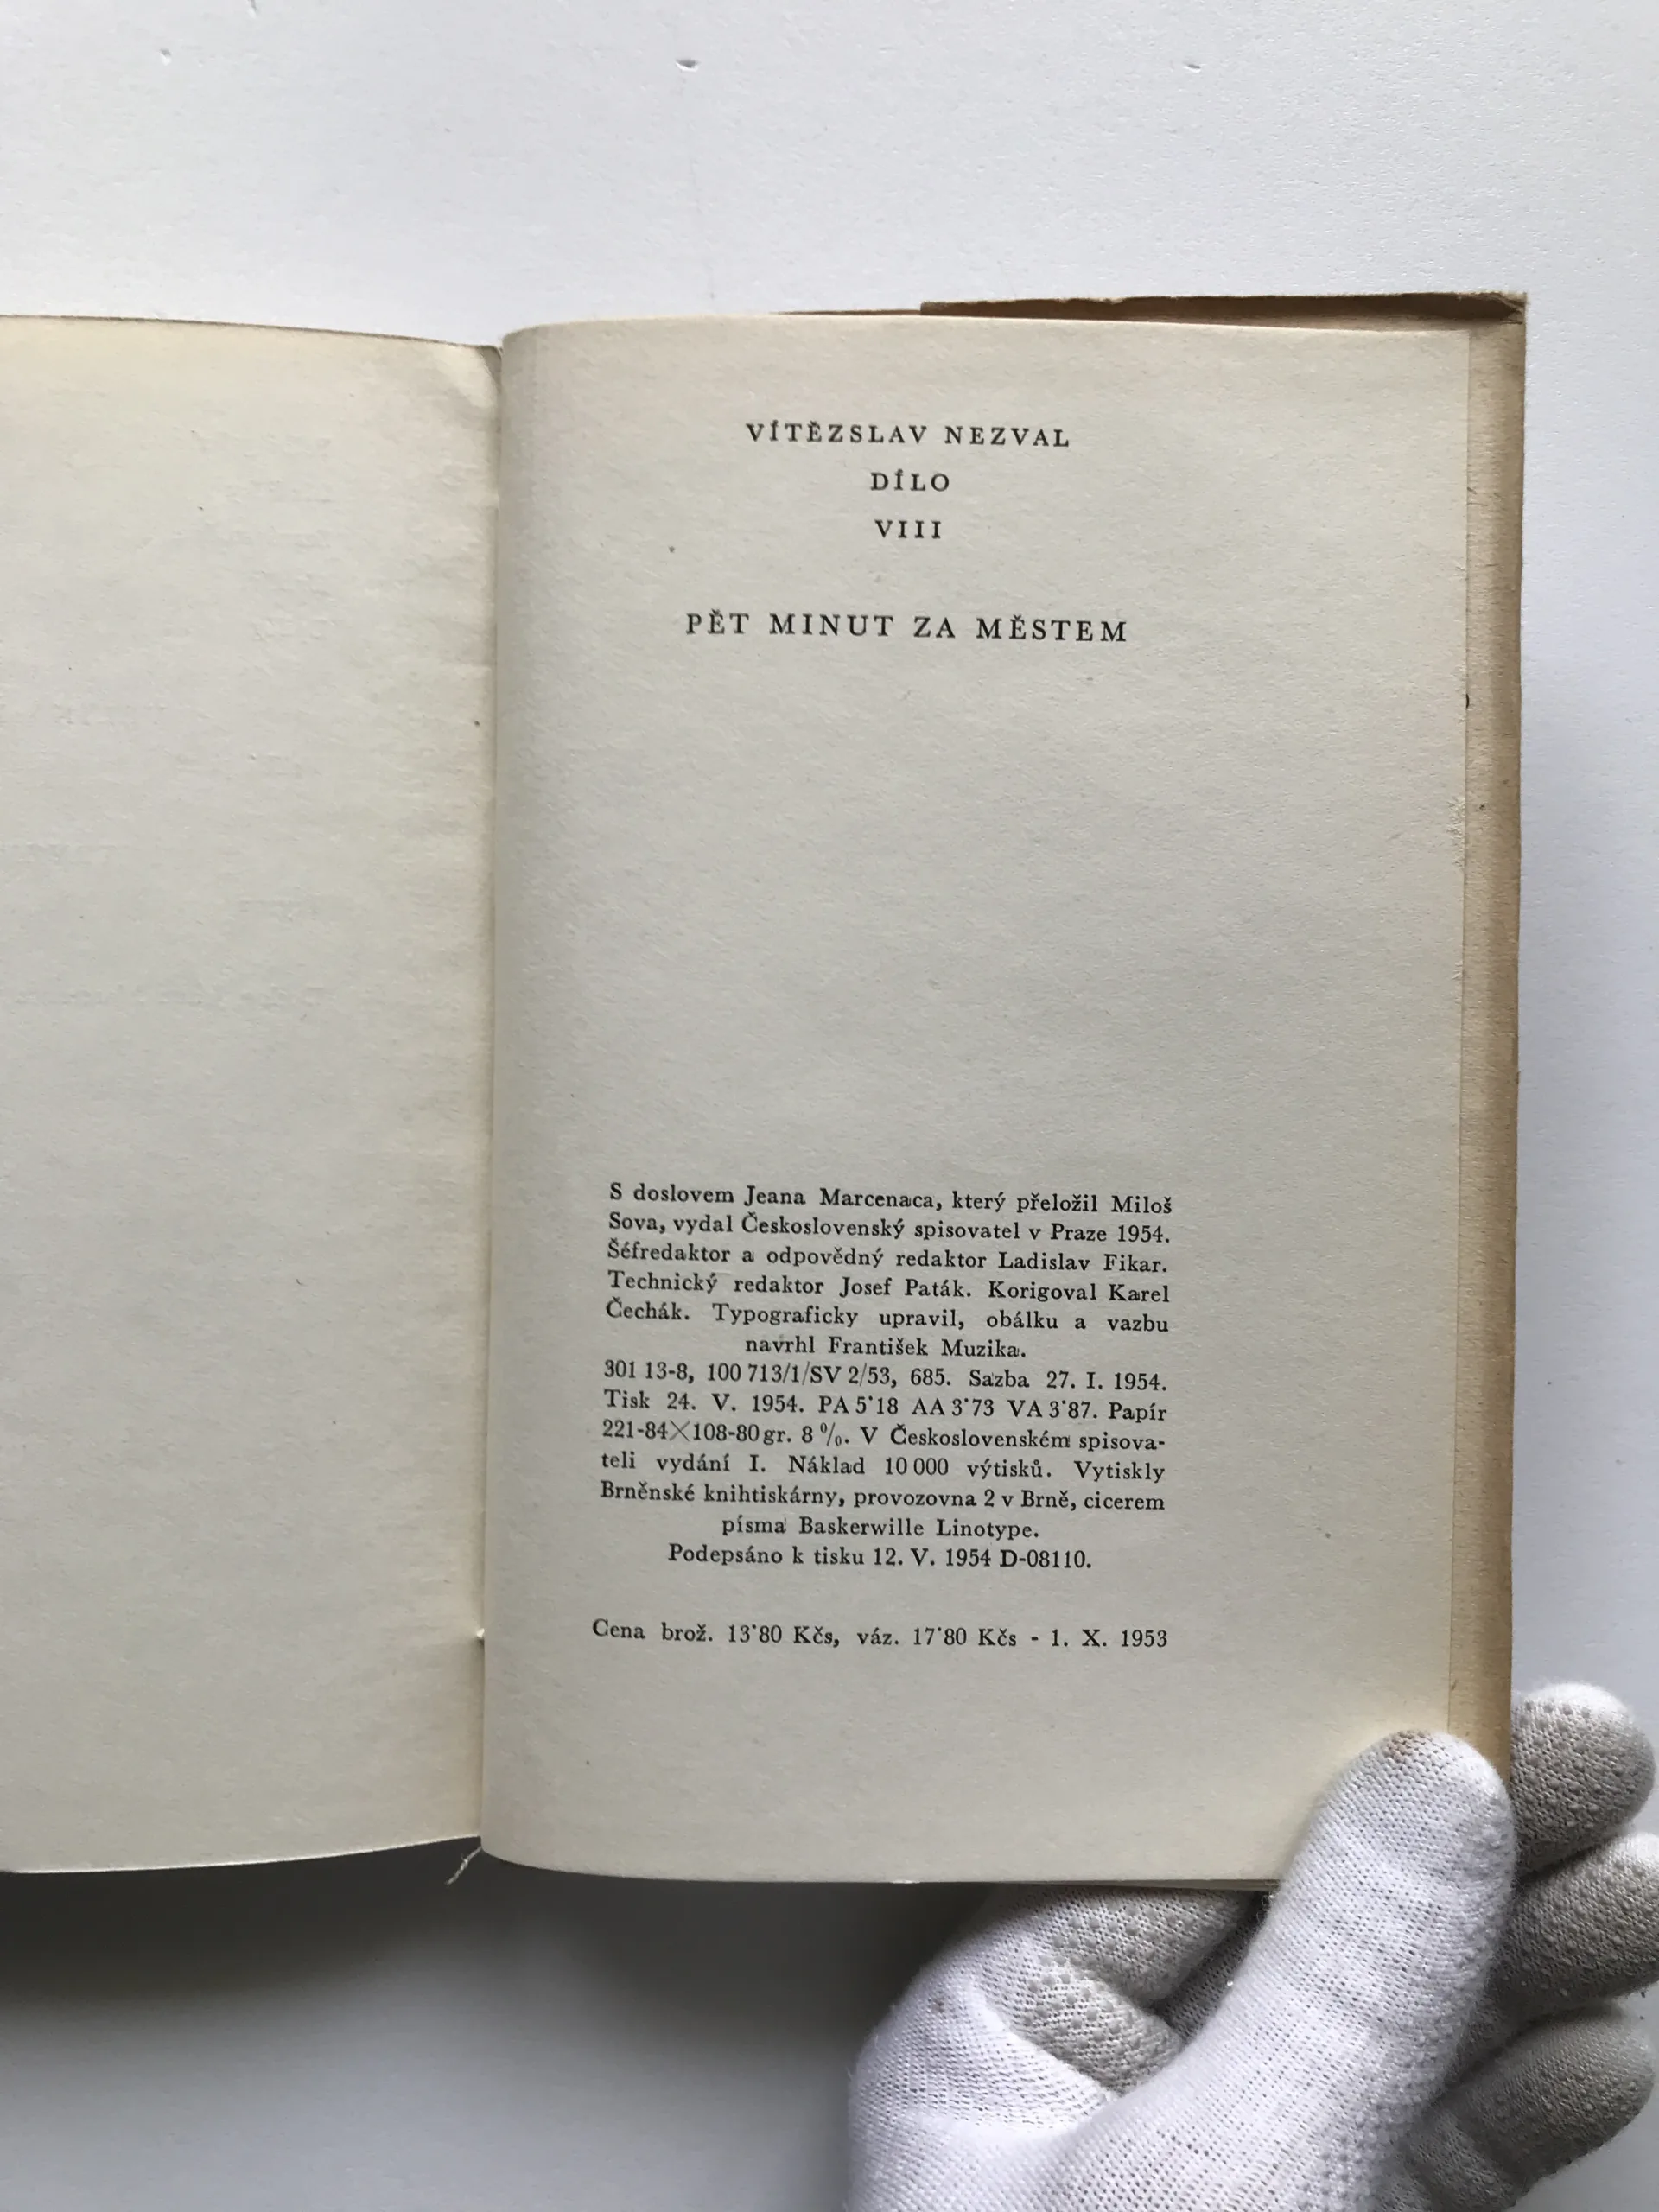 VÍTĚZSLAV NEZVAL
DÍLO
VIII
PĚT MINUT ZA MĚSTEM
S doslovem Jeana Marcenaca, který přeložil Miloš
Sova, vydal Československý spisovatel v Praze 1954.
Šéfredaktor a odpovědný redaktor Ladislav Fikar.
Technický redaktor Josef Paták. Korigoval Karel
Čechák. Typograficky upravil, obálku a vazbu
navrhl František Muzika.
301 13-8, 100 713/1/SV 2/53, 685. Sazba 27. I. 1954.
Tisk 24. V. 1954. PA 5˙18 AA 3˙73 VA 3˙87. Papír
221-84×108-80 gr. 8 %. V Československém spisova-
teli vydání I. Náklad 10 000 výtisků. Vytiskly
Brněnské knihtiskárny, provozovna 2 v Brně, cicerem
písma Baskerwille Linotype.
Podepsáno k tisku 12. V. 1954 D-08110.
Cena brož. 13˙80 Kčs, váz. 17˙80 Kčs - 1. X. 1953